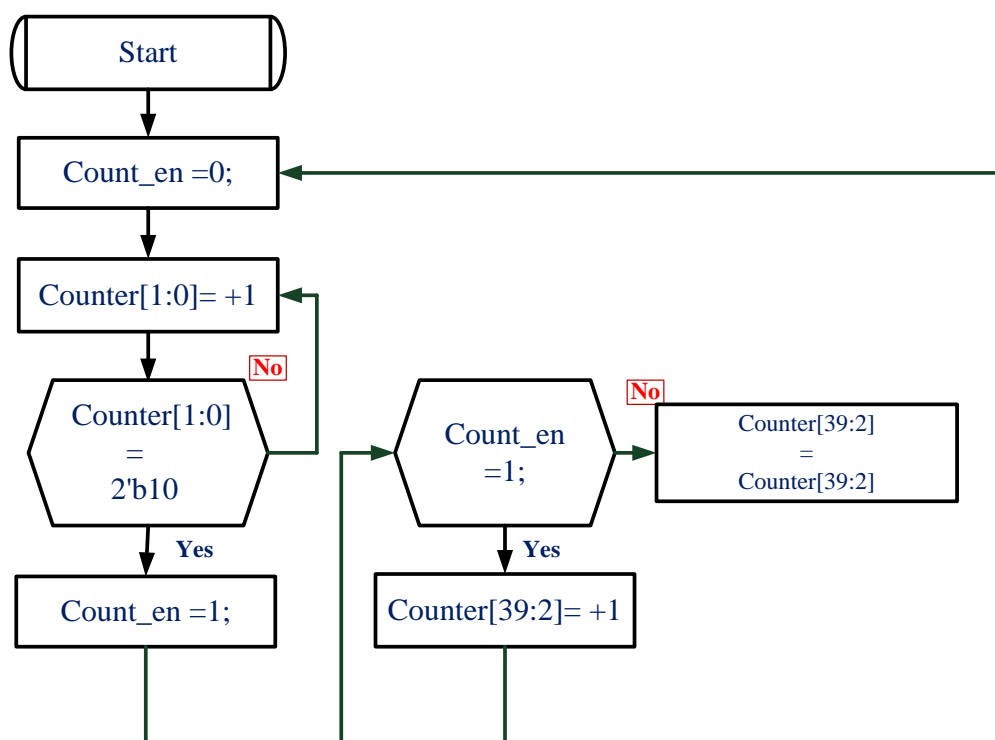 Start
Count_en =0;
Counter[1:0]= +1
No
Counter[1:0]
=
2'b10
Yes
Count_en =1;
Count_en
=1;
No
Counter[39:2]
=
Counter[39:2]
Yes
Counter[39:2]= +1